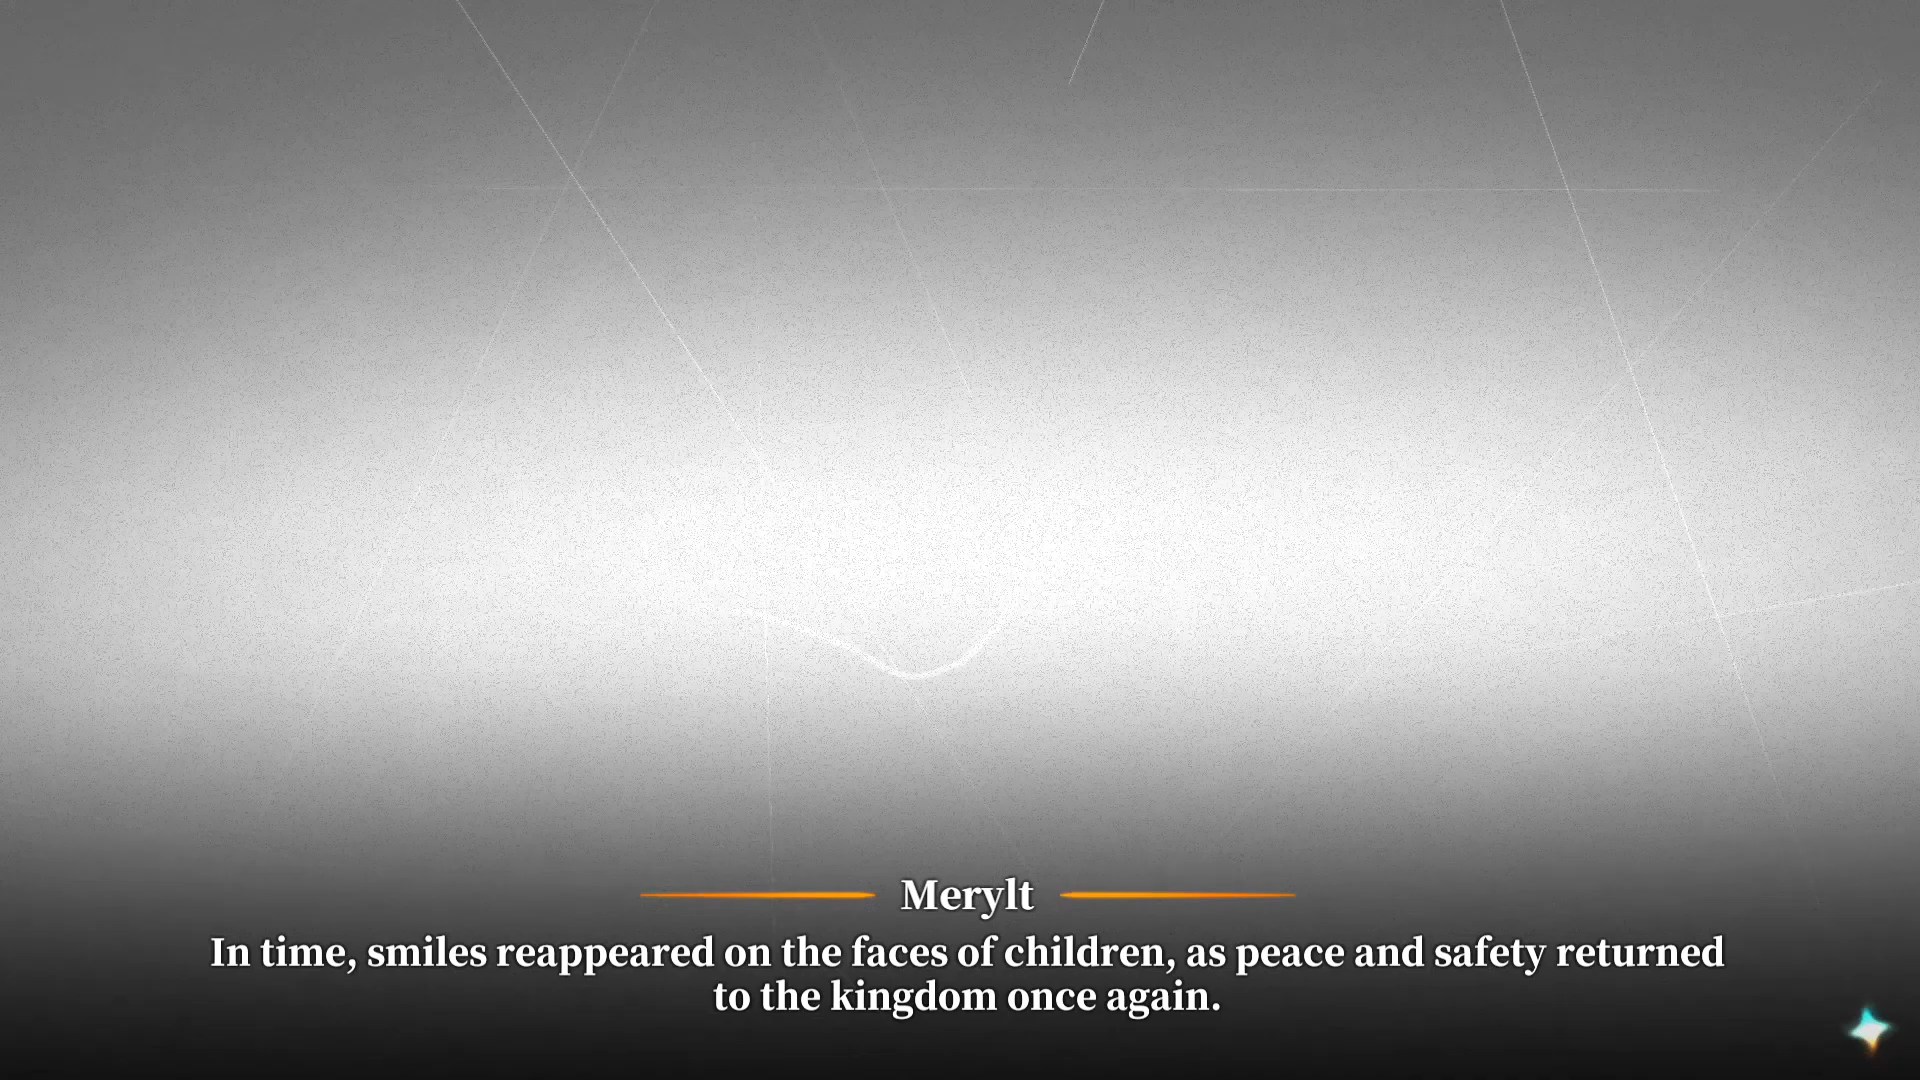 Merylt
In time, smiles reappeared on the faces of children, as peace and safety returned
to the kingdom once again.